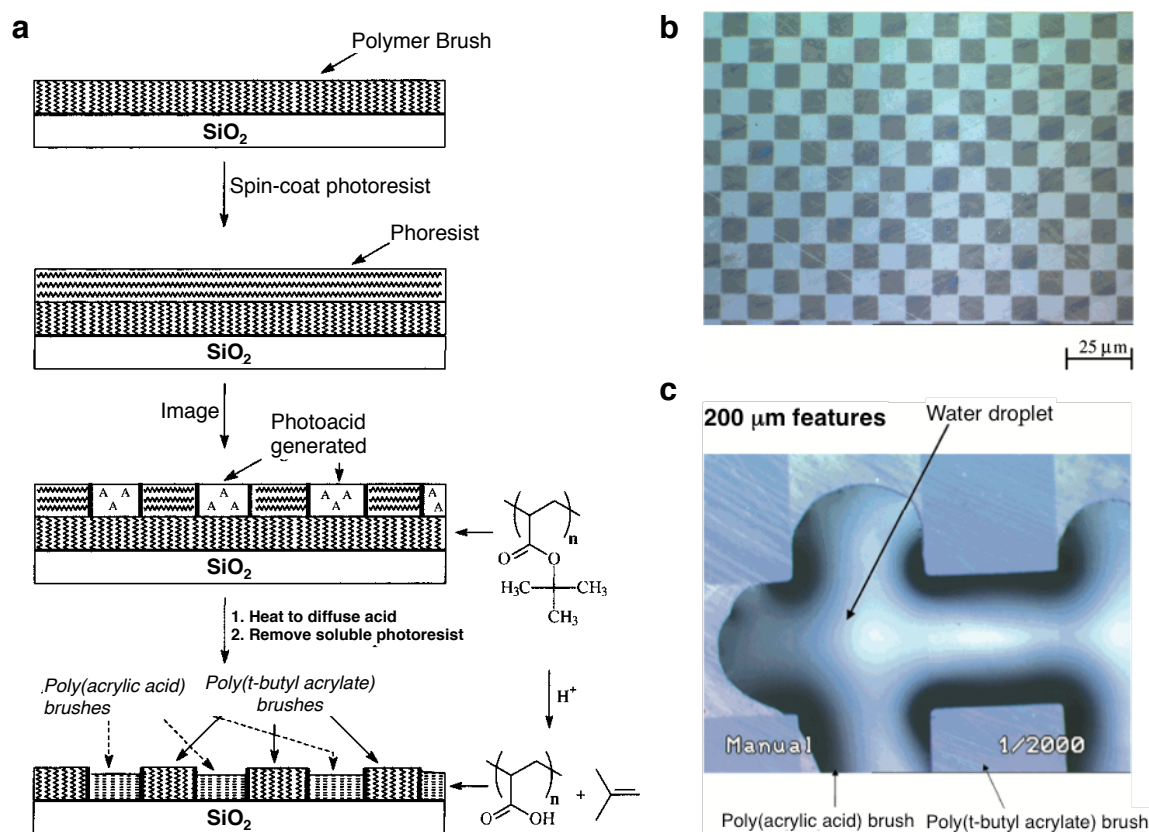 a
Polymer Brush
SiO2
Spin-coat photoresist
Phoresist
SiO2
Image
Photoacid
generated
A A A
A A A
A A A
A A
SiO2
n
O
O
H3C
CH3
CH3
1. Heat to diffuse acid
2. Remove soluble photoresist
Poly(acrylic acid)
brushes
Poly(t-butyl acrylate)
brushes
H+
SiO2
n
O
OH
+
b
25 μm
c
200 μm features
Water droplet
Manual
1/2000
Poly(acrylic acid) brush
Poly(t-butyl acrylate) brush